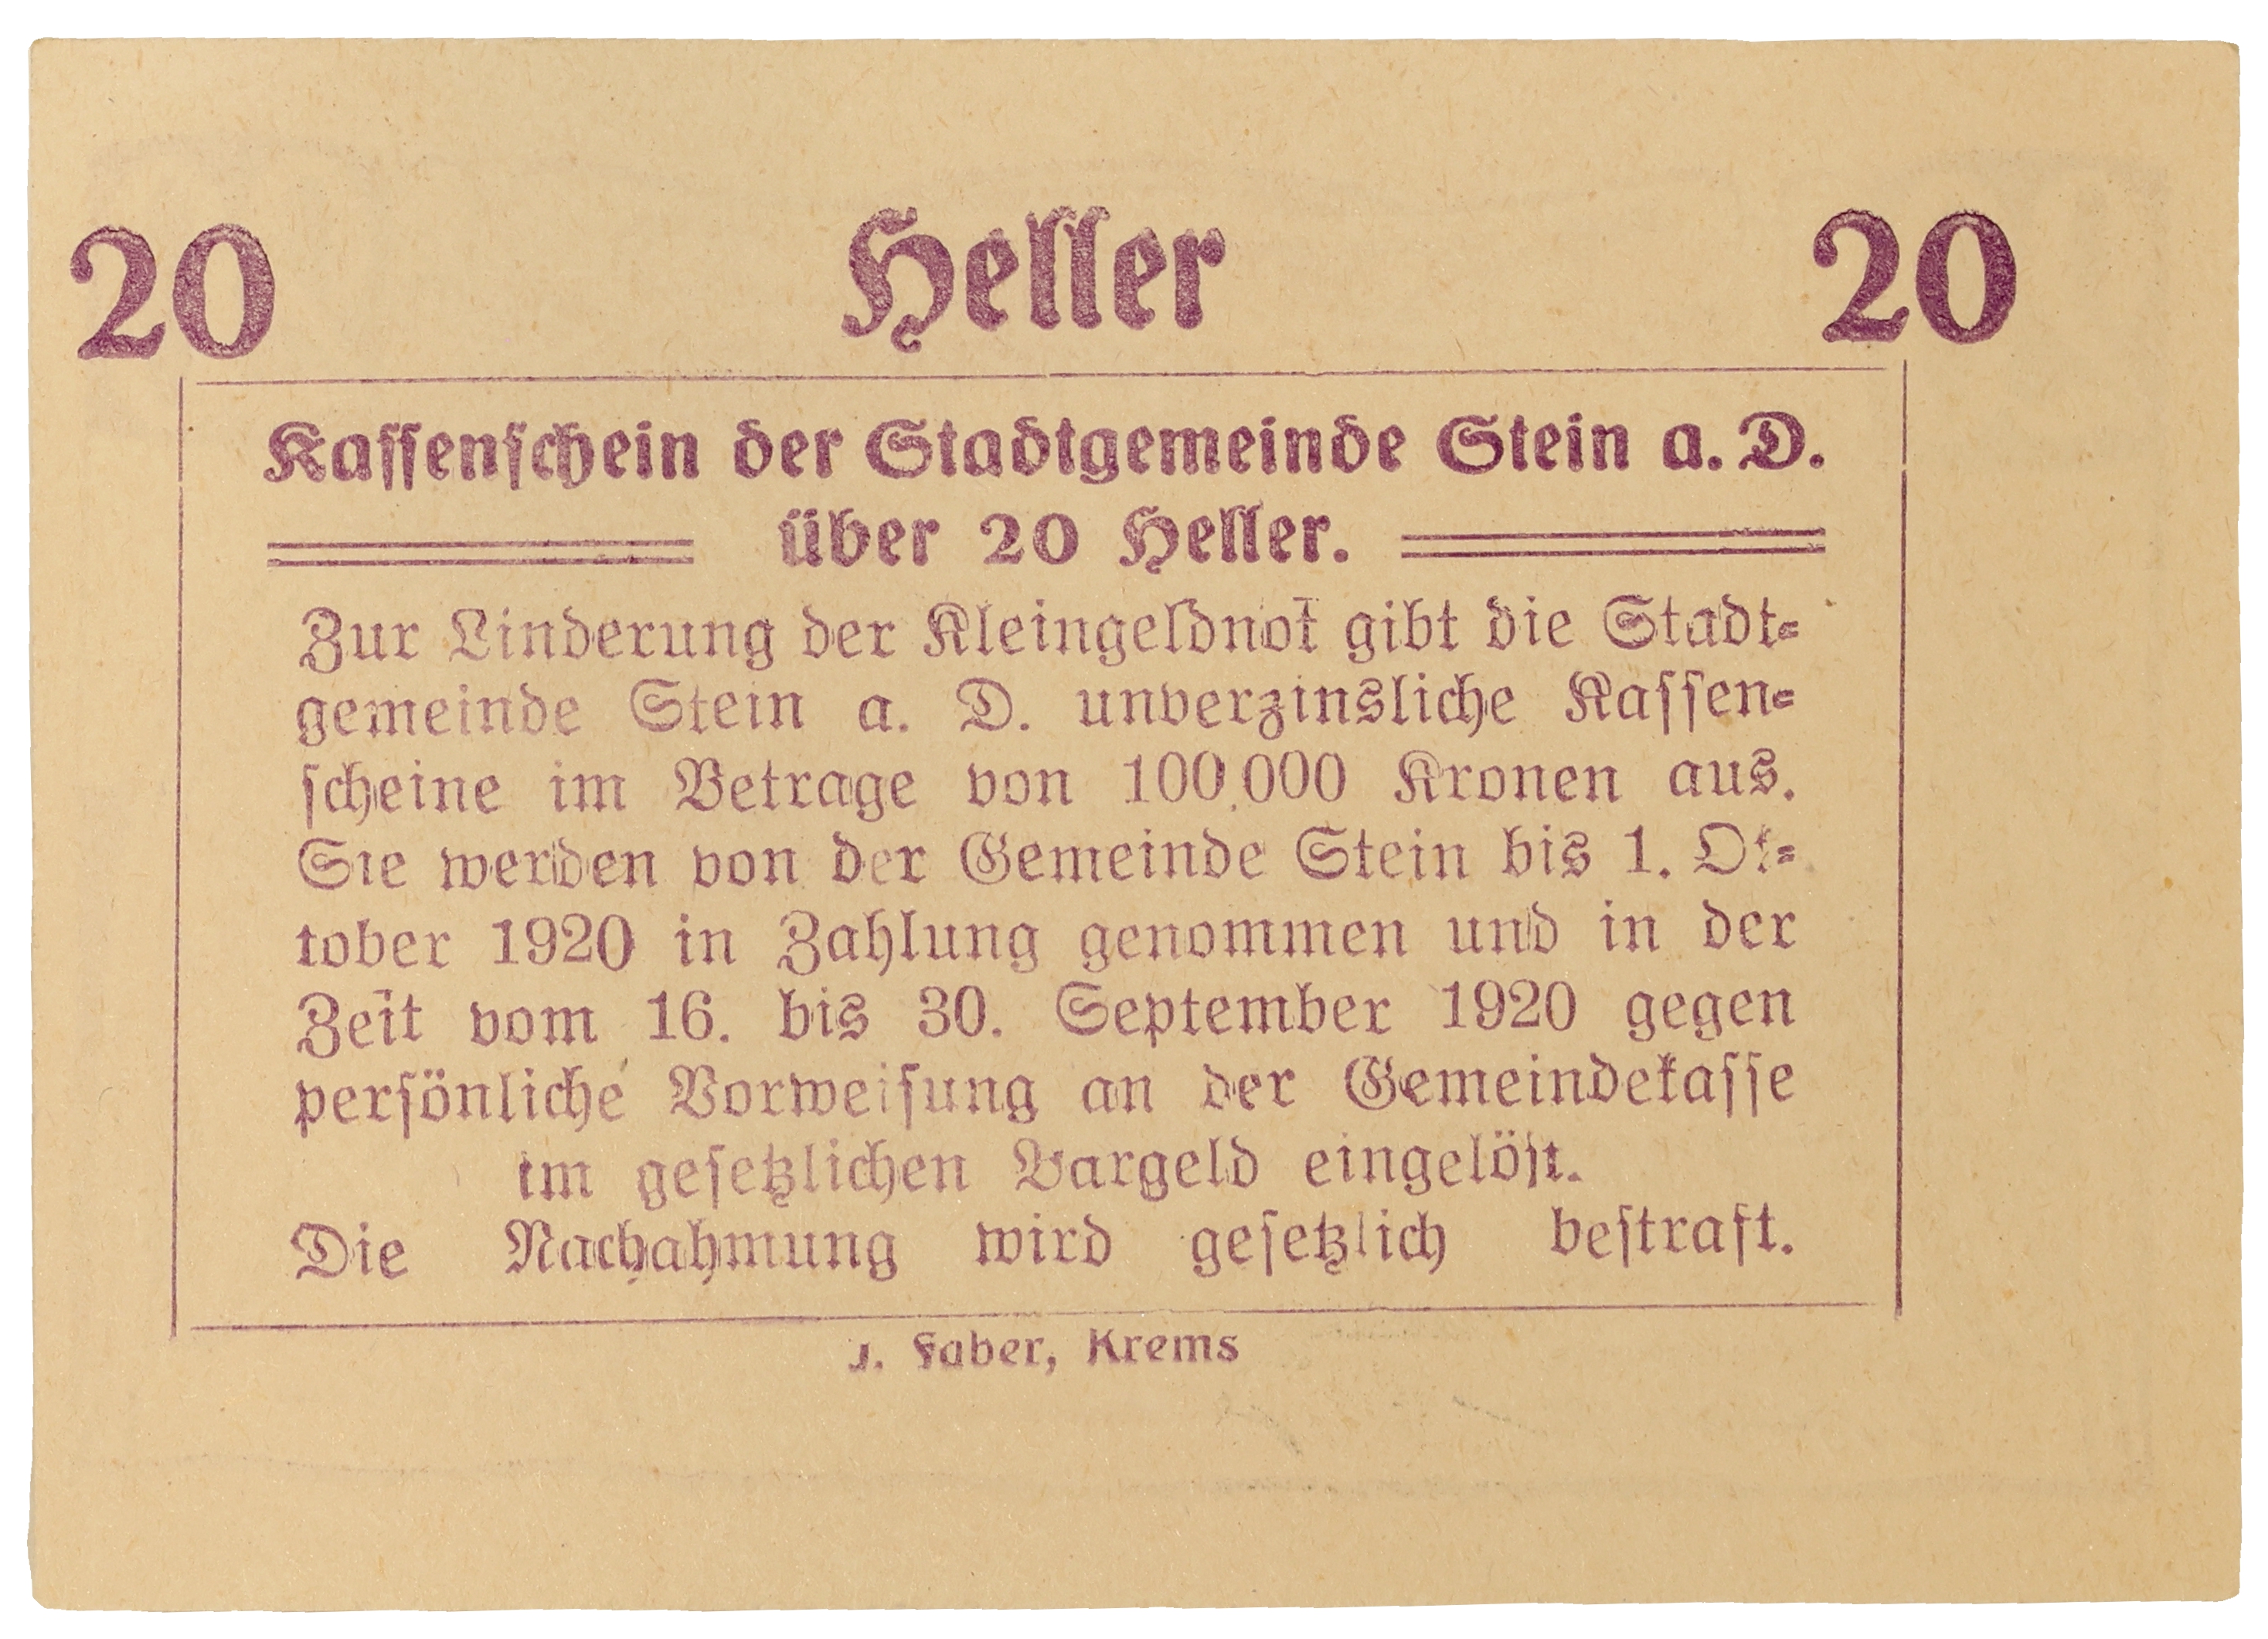 20 Heller 20
Kassenschein der Stadtgemeinde Stein a. D.
über 20 Heller.
Zur Linderung der Kleingeldnot gibt die Stadt=
gemeinde Stein a. D. unverzinsliche Kassen=
scheine im Betrage von 100.000 Kronen aus.
Sie werden von der Gemeinde Stein bis 1. Ok=
tober 1920 in Zahlung genommen und in der
Zeit vom 16. bis 30. September 1920 gegen
persönliche Vorweisung an der Gemeindekasse
im gesetzlichen Bargeld eingelöst.
Die Nachahmung wird gesetzlich bestraft.
J. Faber, Krems